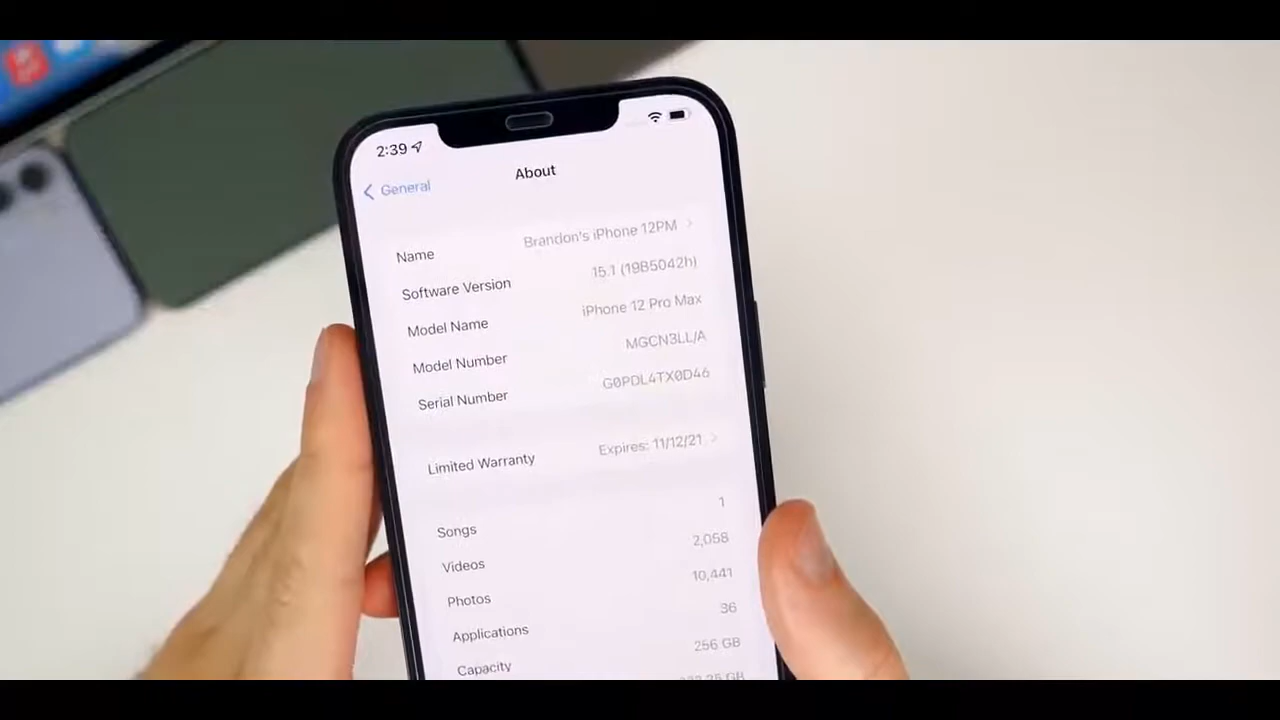 2:39
General
About
Name Brandon's iPhone 12PM
Software Version 15.1 (19B5042h)
Model Name iPhone 12 Pro Max
Model Number MGCN3LL/A
Serial Number G0PDL4TX0D46
Limited Warranty Expires: 11/12/21
Songs 1
Videos 2,058
Photos 10,441
Applications 36
Capacity 256 GB